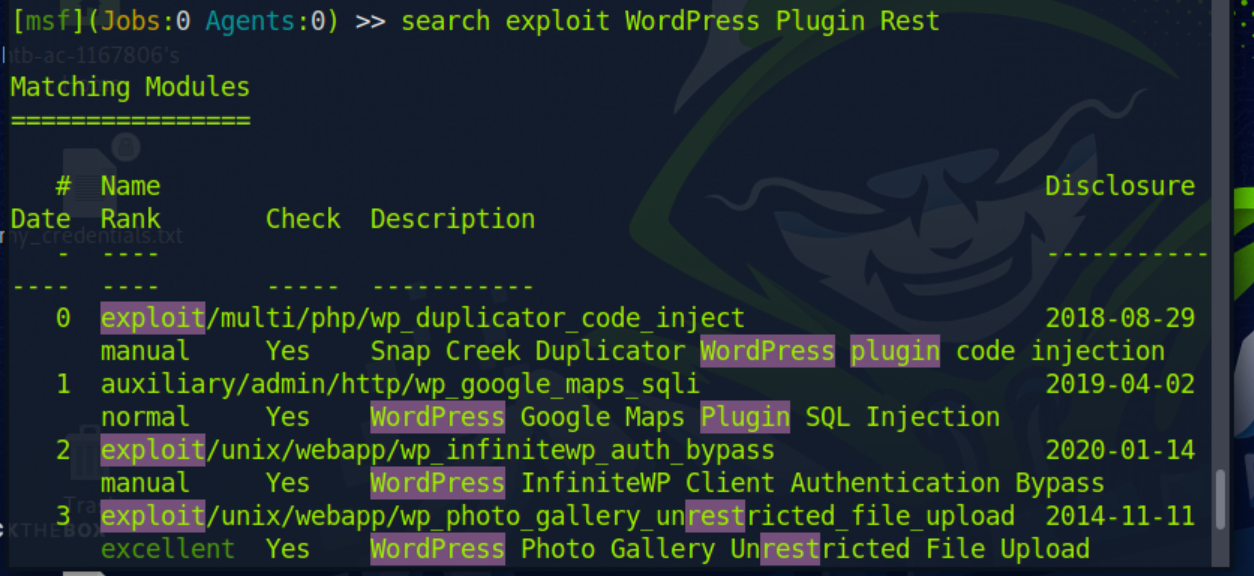 [msf](Jobs:0 Agents:0) >> search exploit WordPress Plugin Rest
htb-ac-1167806's
Matching Modules
================
# Name Disclosure
Date Rank Check Description
my_credentials.txt
- ---- -----------
---- ---- ----- -----------
0 exploit/multi/php/wp_duplicator_code_inject 2018-08-29
manual Yes Snap Creek Duplicator WordPress plugin code injection
1 auxiliary/admin/http/wp_google_maps_sqli 2019-04-02
normal Yes WordPress Google Maps Plugin SQL Injection
2 exploit/unix/webapp/wp_infinitewp_auth_bypass 2020-01-14
manual Yes WordPress InfiniteWP Client Authentication Bypass
3 exploit/unix/webapp/wp_photo_gallery_unrestricted_file_upload 2014-11-11
excellent Yes WordPress Photo Gallery Unrestricted File Upload